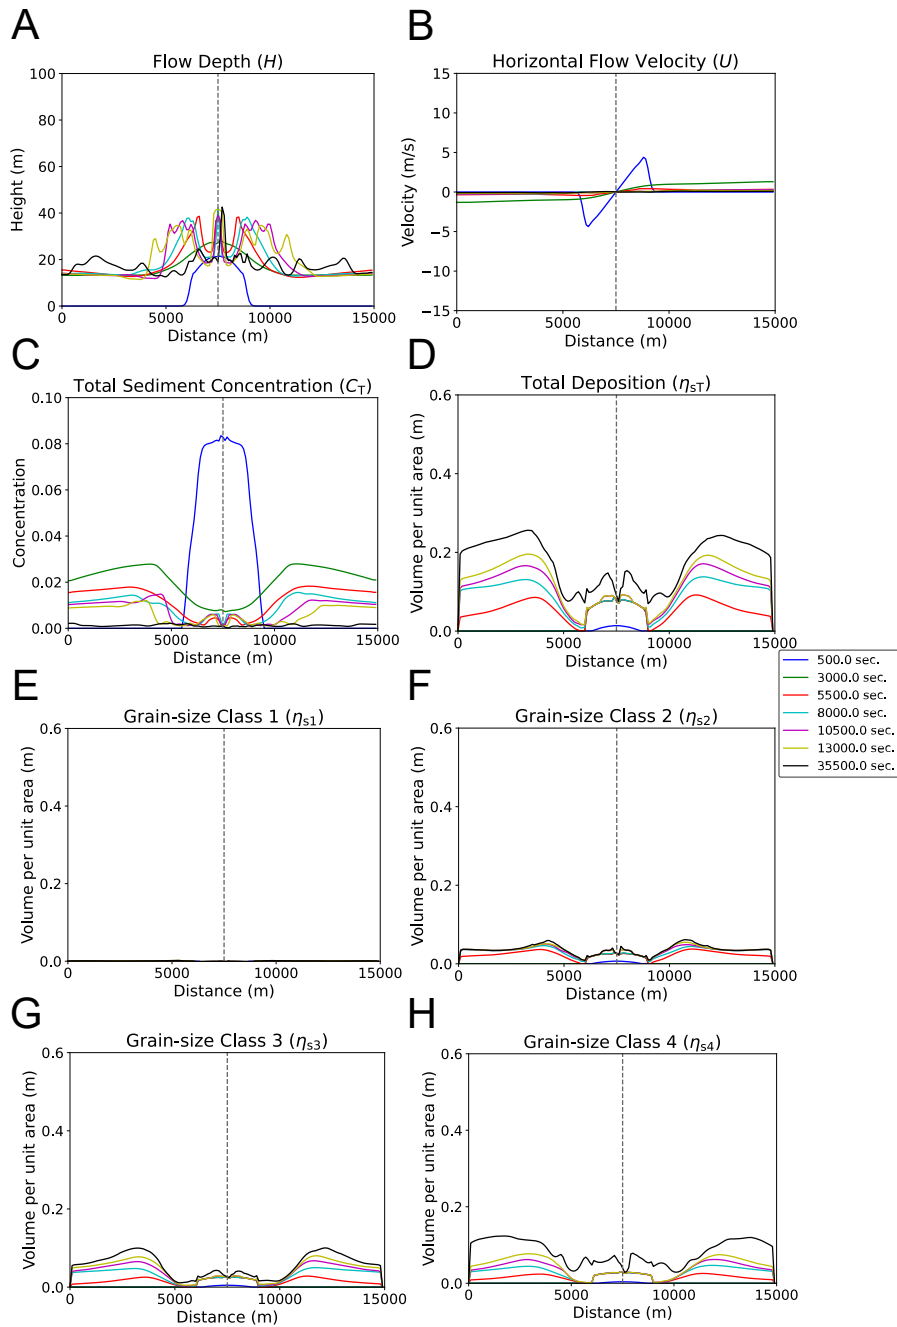 A
Flow Depth (H)
Height (m)
100
80
60
40
20
0
0 5000 10000 15000
Distance (m)
B
Horizontal Flow Velocity (U)
Velocity (m/s)
15
10
5
0
−5
−10
−15
0 5000 10000 15000
Distance (m)
C
Total Sediment Concentration (C_T)
Concentration
0.10
0.08
0.06
0.04
0.02
0.00
0 5000 10000 15000
Distance (m)
D
Total Deposition (η_sT)
Volume per unit area (m)
0.6
0.4
0.2
0.0
0 5000 10000 15000
Distance (m)
500.0 sec.
3000.0 sec.
5500.0 sec.
8000.0 sec.
10500.0 sec.
13000.0 sec.
35500.0 sec.
E
Grain-size Class 1 (η_s1)
Volume per unit area (m)
0.6
0.4
0.2
0.0
0 5000 10000 15000
Distance (m)
F
Grain-size Class 2 (η_s2)
Volume per unit area (m)
0.6
0.4
0.2
0.0
0 5000 10000 15000
Distance (m)
G
Grain-size Class 3 (η_s3)
Volume per unit area (m)
0.6
0.4
0.2
0.0
0 5000 10000 15000
Distance (m)
H
Grain-size Class 4 (η_s4)
Volume per unit area (m)
0.6
0.4
0.2
0.0
0 5000 10000 15000
Distance (m)